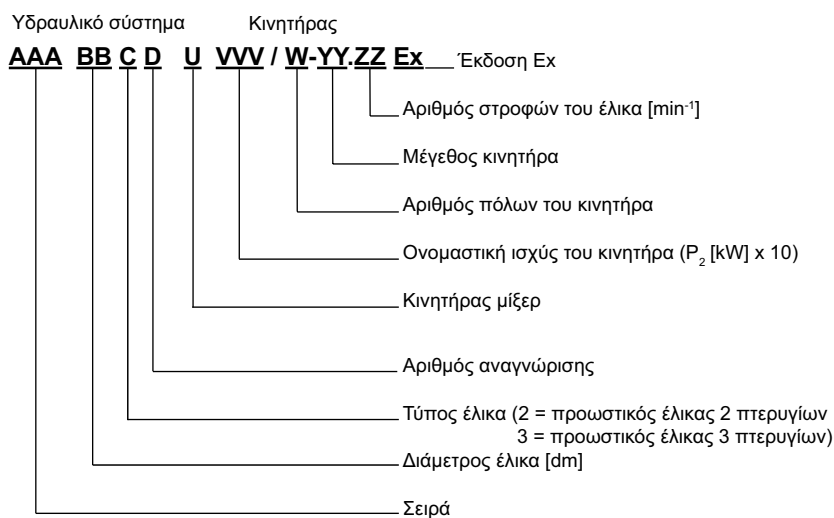 Υδραυλικό σύστημα Κινητήρας
AAA BB C D U VVV / W-YY.ZZ Ex Έκδοση Ex
Αριθμός στροφών του έλικα [min-1]
Μέγεθος κινητήρα
Αριθμός πόλων του κινητήρα
Ονομαστική ισχύς του κινητήρα (P2 [kW] x 10)
Κινητήρας μίξερ
Αριθμός αναγνώρισης
Τύπος έλικα (2 = προωστικός έλικας 2 πτερυγίων
3 = προωστικός έλικας 3 πτερυγίων)
Διάμετρος έλικα [dm]
Σειρά